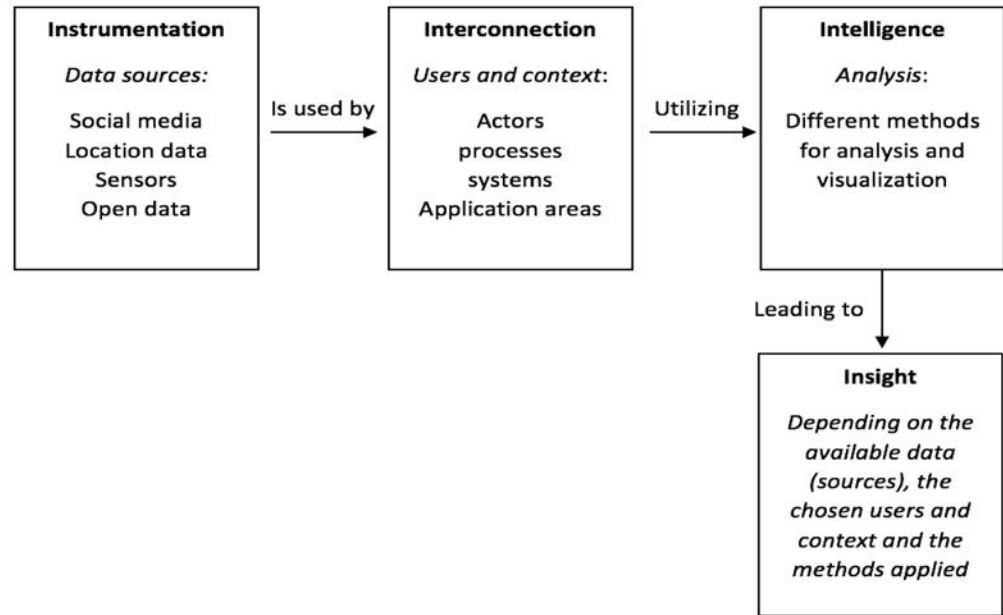 Instrumentation
Data sources:
Social media
Location data
Sensors
Open data
Is used by
Interconnection
Users and context:
Actors
processes
systems
Application areas
Utilizing
Intelligence
Analysis:
Different methods
for analysis and
visualization
Leading to
Insight
Depending on the
available data
(sources), the
chosen users and
context and the
methods applied